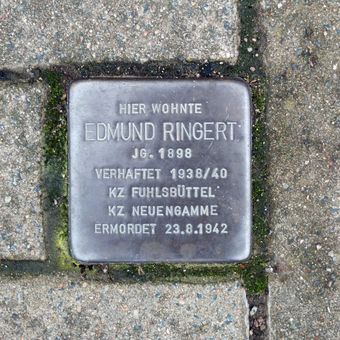 HIER WOHNTE
EDMUND RINGERT
JG. 1898
VERHAFTET 1938/40
KZ FUHLSBÜTTEL
KZ NEUENGAMME
ERMORDET 23.8.1942